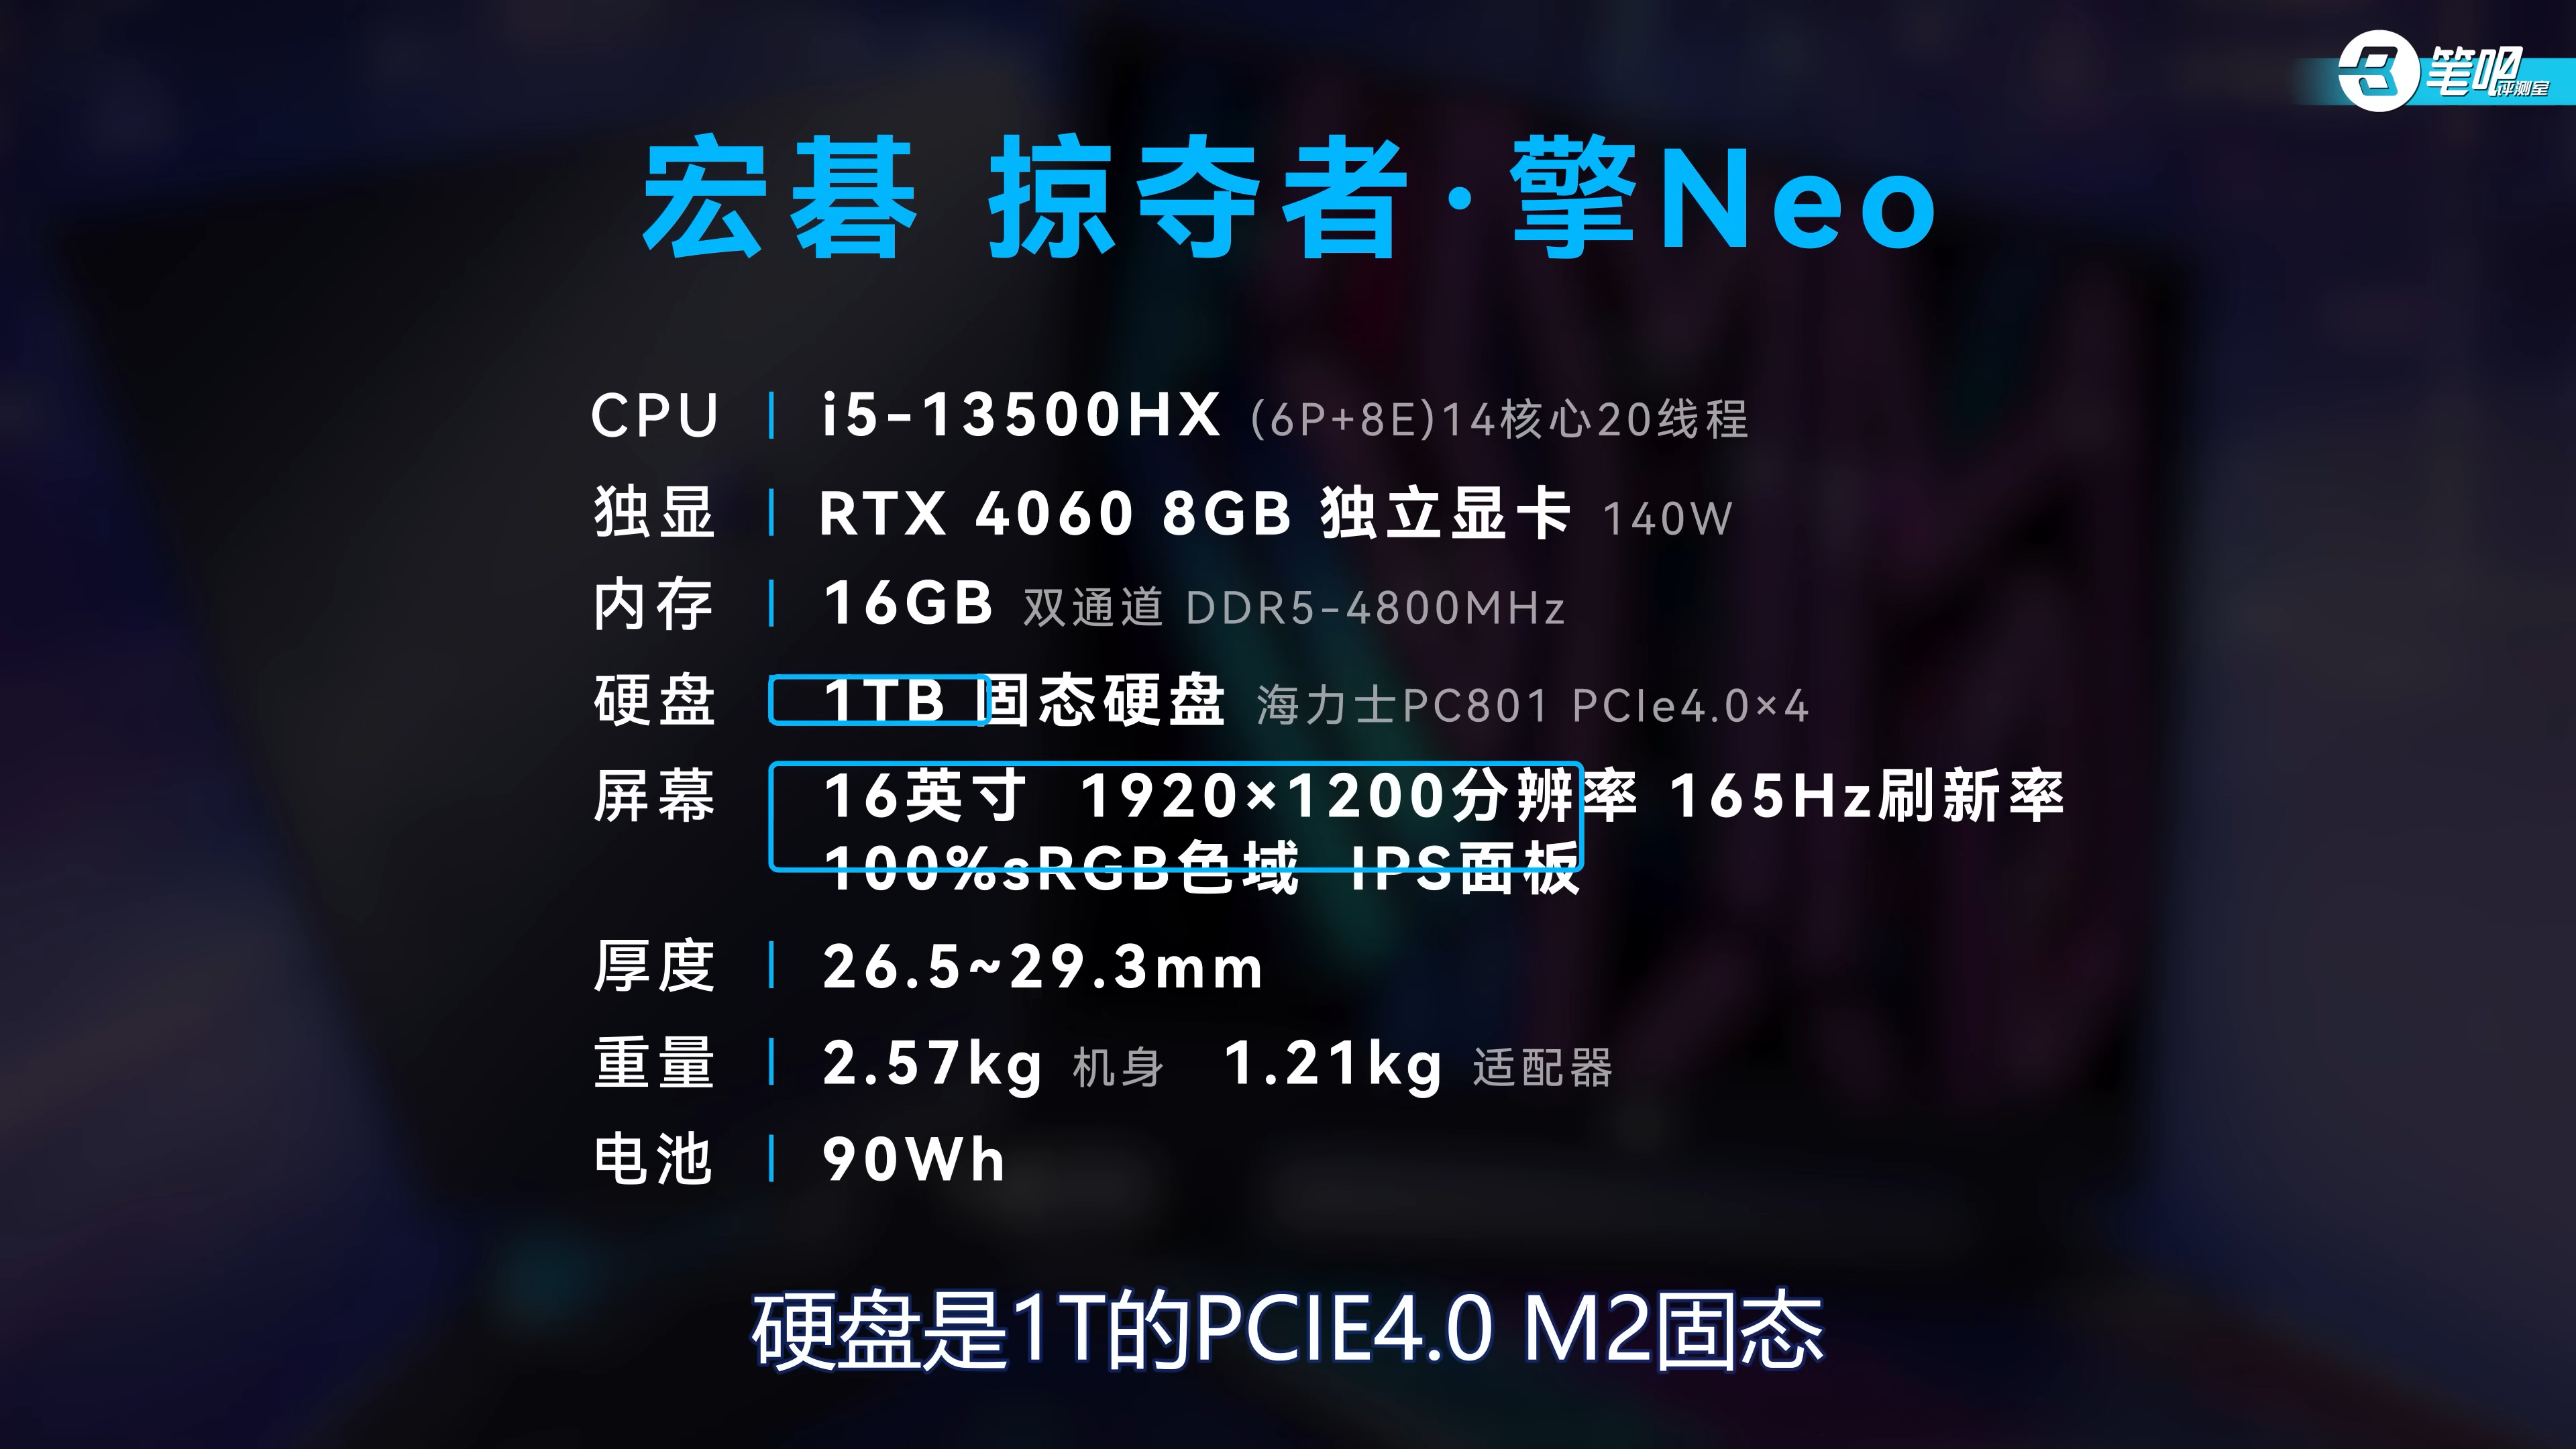 笔吧评测室
宏碁 掠夺者·擎Neo
CPU i5-13500HX (6P+8E)14核心20线程
独显 RTX 4060 8GB 独立显卡 140W
内存 16GB 双通道 DDR5-4800MHz
硬盘 1TB 固态硬盘 海力士PC801 PCIe4.0×4
屏幕 16英寸 1920×1200分辨率 165Hz刷新率
100%sRGB色域 IPS面板
厚度 26.5~29.3mm
重量 2.57kg 机身 1.21kg 适配器
电池 90Wh
硬盘是1T的PCIE4.0 M2固态